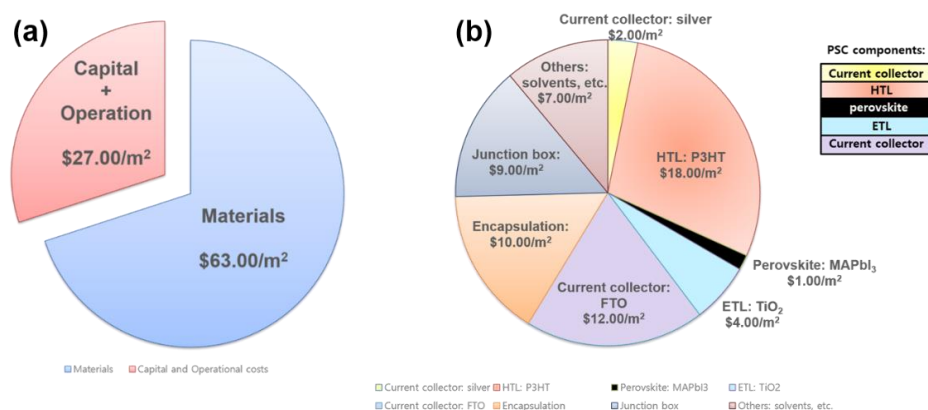 (a)
Capital
+
Operation
$27.00/m²
Materials
$63.00/m²
Materials
Capital and Operational costs
(b)
Current collector: silver
$2.00/m²
HTL: P3HT
$18.00/m²
Perovskite: MAPbI₃
$1.00/m²
ETL: TiO₂
$4.00/m²
Current collector:
FTO
$12.00/m²
Encapsulation:
$10.00/m²
Junction box:
$9.00/m²
Others:
solvents, etc.
$7.00/m²
PSC components:
Current collector
HTL
perovskite
ETL
Current collector
Current collector: silver
HTL: P3HT
Perovskite: MAPbI3
ETL: TiO2
Current collector: FTO
Encapsulation
Junction box
Others: solvents, etc.